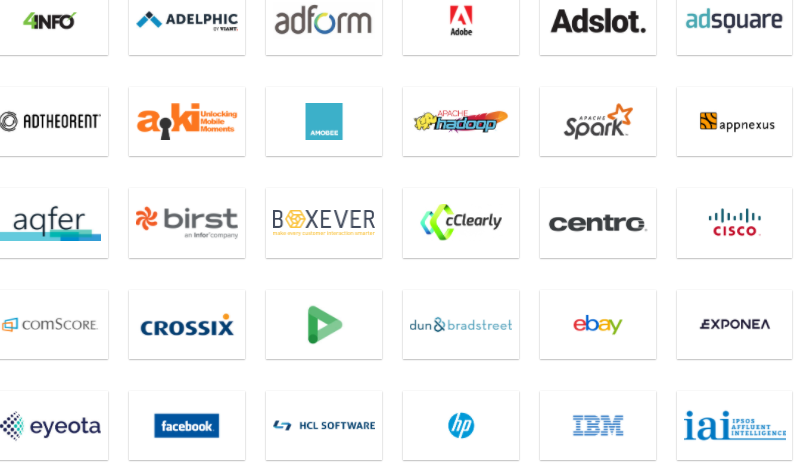 4INFO
ADELPHIC
BY VIANT.
adform
Adobe
Adslot.
adsquare
ADTHEORENT
aki Unlocking
Mobile
Moments
AMOBEE
APACHE
hadoop
APACHE
Spark
appnexus
aqfer
birst
an Infor company
BOXEVER
make every customer interaction smarter
cClearly
centro
CISCO
comScore
CROSSIX
dun&bradstreet
ebay
EXPONEA
eyeota
facebook
HCL SOFTWARE
hp
IBM
iai IPSOS
AFFLUENT
INTELLIGENCE